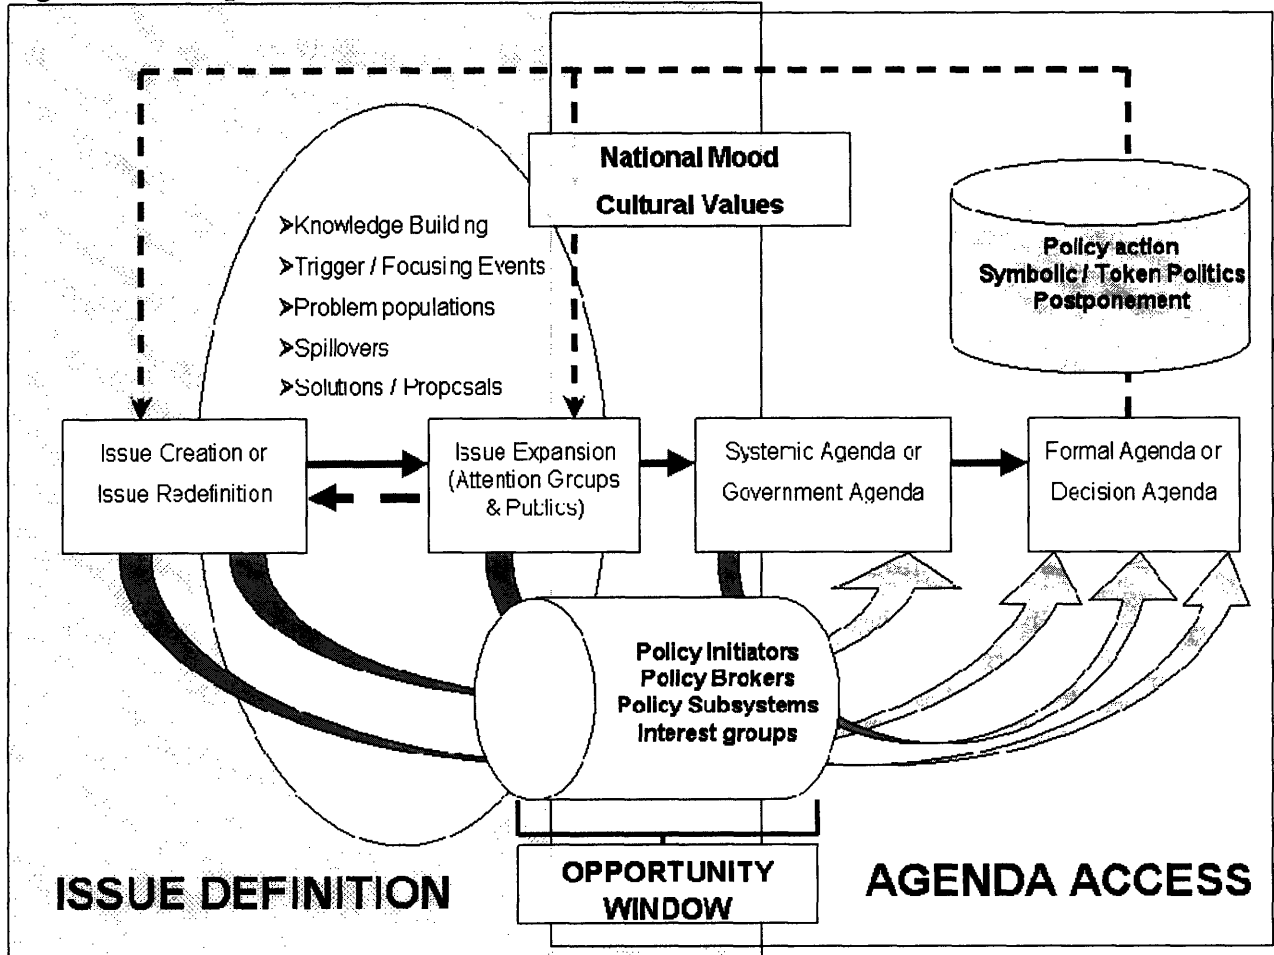 National Mood
Cultural Values
➢Knowledge Building
➢Trigger / Focusing Events
➢Problem populations
➢Spillovers
➢Solutions / Proposals
Policy action
Symbolic / Token Politics
Postponement
Issue Creation or
Issue Redefinition
Issue Expansion
(Attention Groups
& Publics)
Systemic Agenda or
Government Agenda
Formal Agenda or
Decision Agenda
Policy Initiators
Policy Brokers
Policy Subsystems
Interest groups
ISSUE DEFINITION
OPPORTUNITY
WINDOW
AGENDA ACCESS